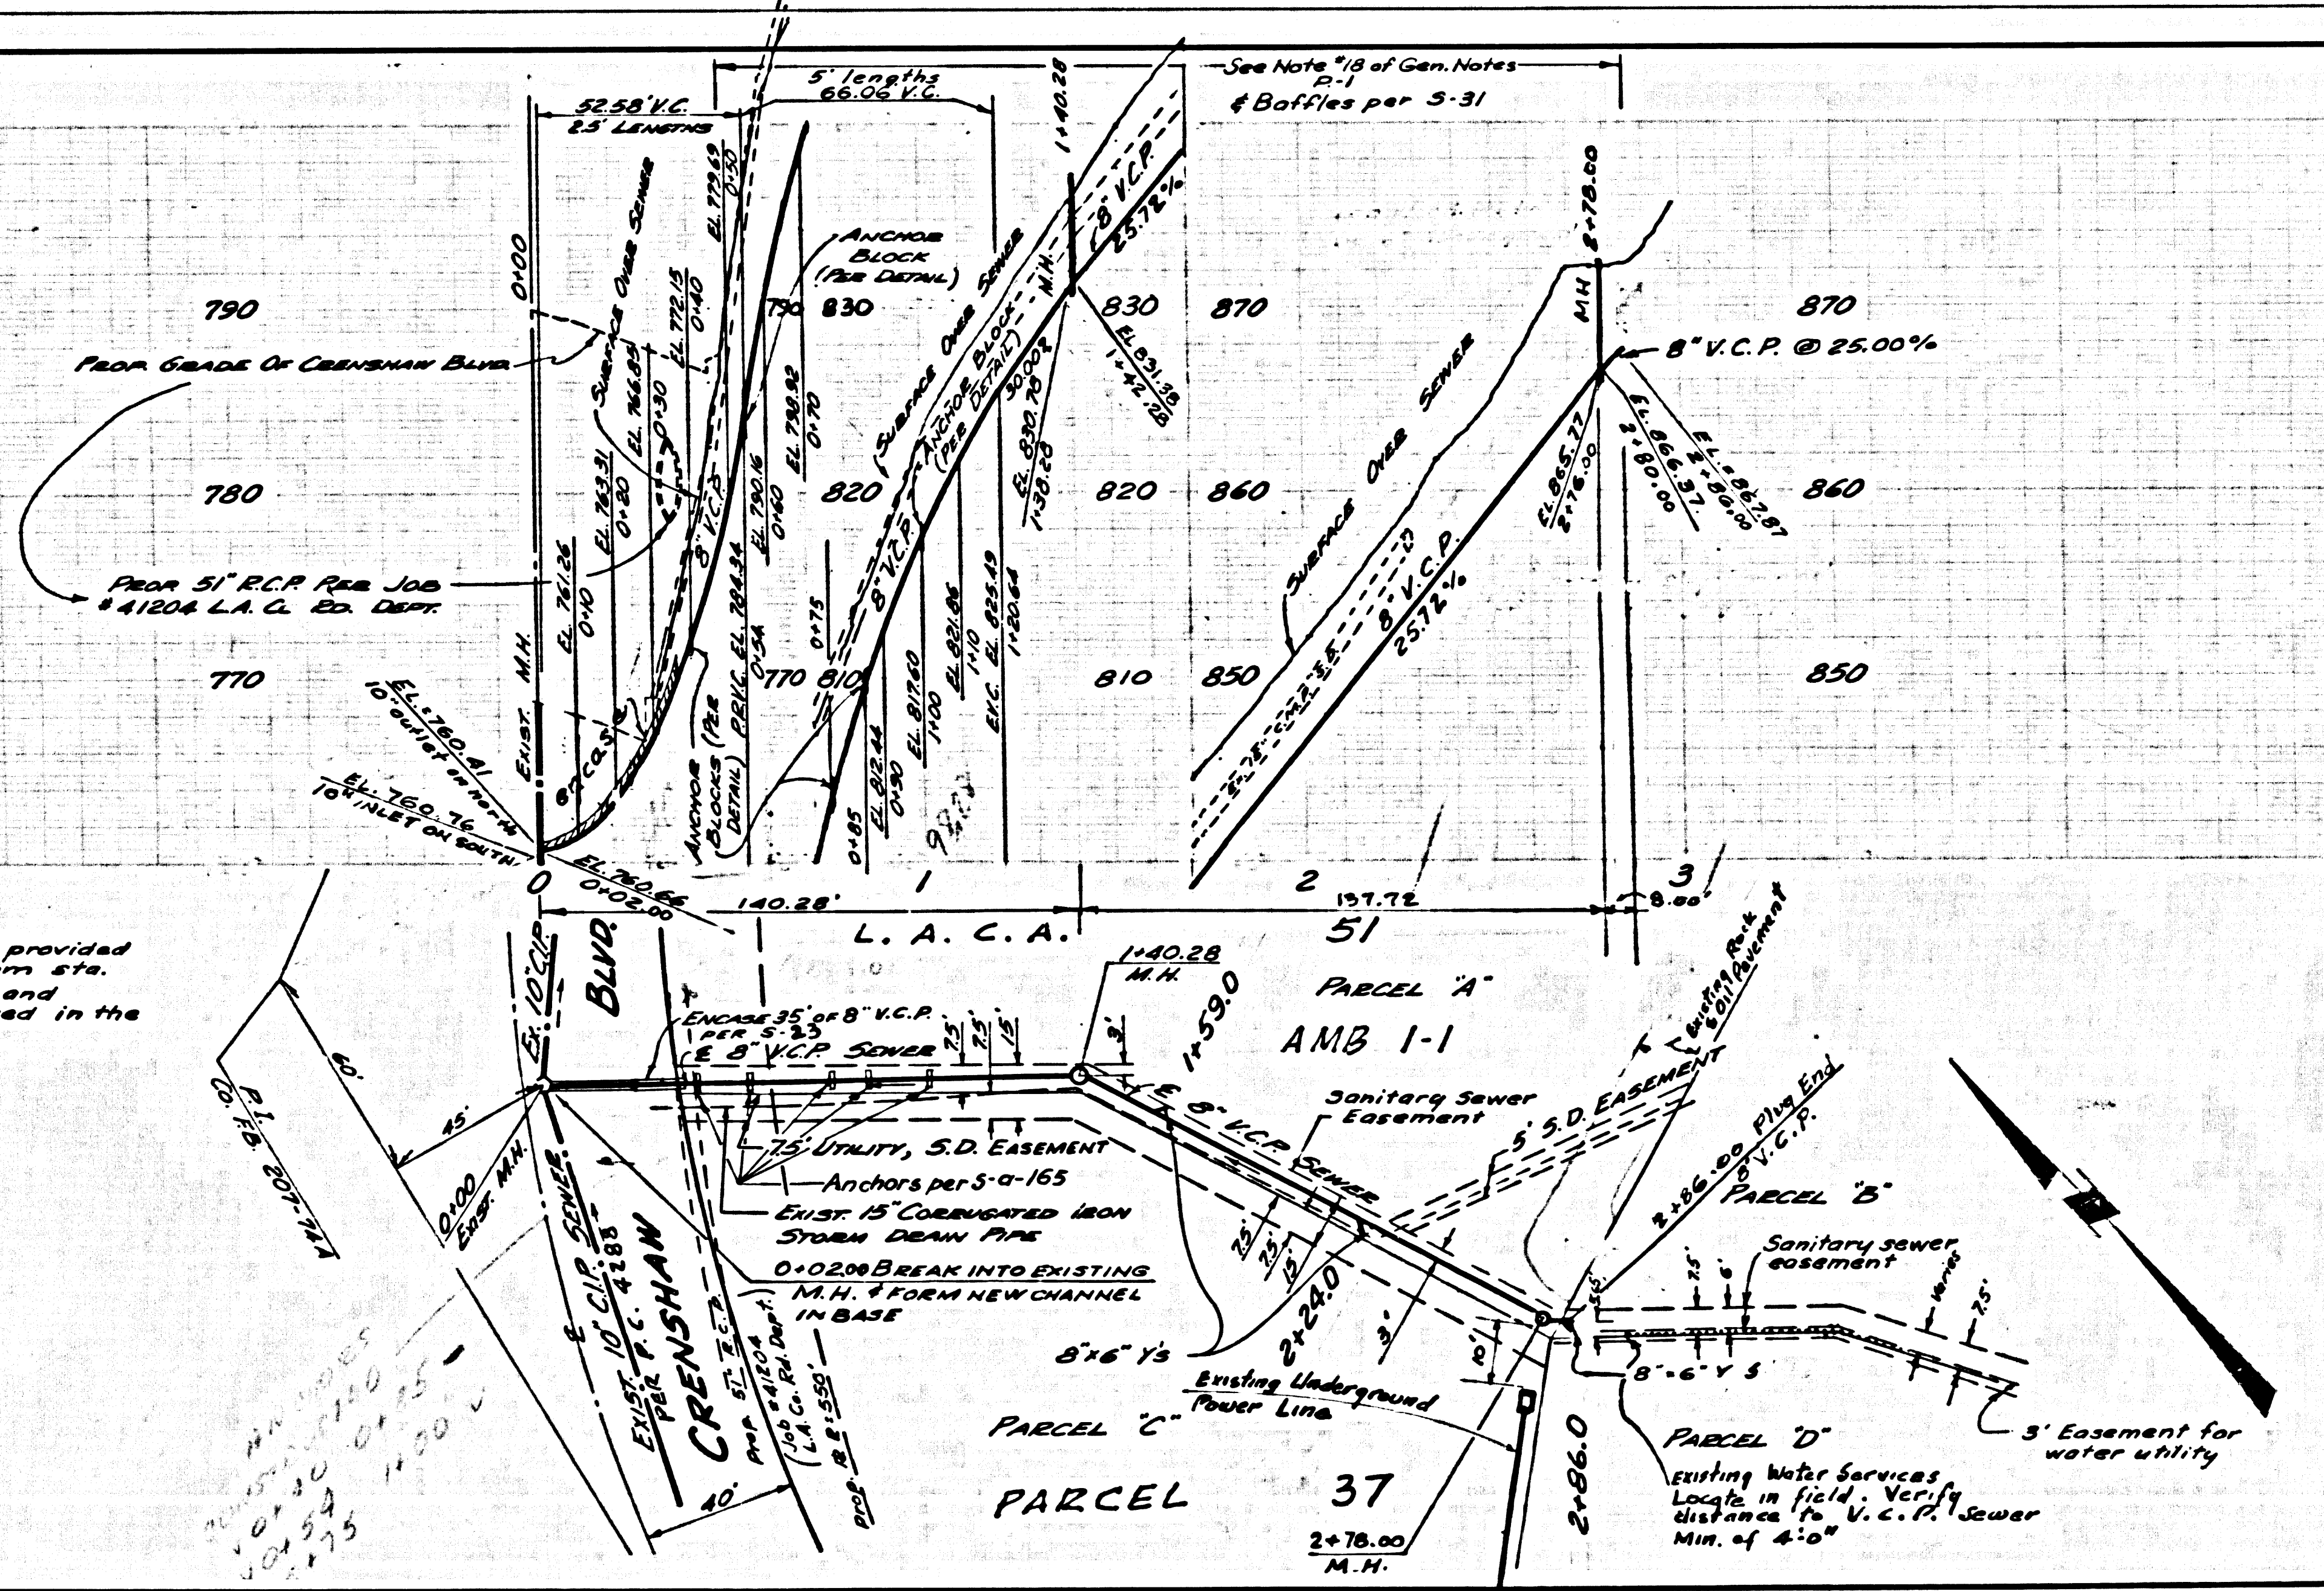 5' lengths
66.06' V.C.
52.58' V.C.
25' LENGTHS
See Note #18 of Gen. Notes
P-1
& Baffles per S-31
0+00
EXIST. M.H.
SURFACE OVER SEWER
EL. 779.69
0+50
1+40.28
M.H.
8" V.C.P.
25.72%
2+78.00
MH
ANCHOR
BLOCK
(PER DETAIL)
790
790
830
830
870
870
PROP. GRADE OF CRENSHAW BLVD.
8" V.C.P. @ 25.00%
EL. 772.15
0+40
EL. 766.85
0+30
EL. 763.31
0+20
EL. 761.26
0+10
8" V.C.P.
EL. 798.92
0+70
EL. 790.16
0+60
P.R.V.C. EL. 784.34
0+54
SURFACE OVER SEWER
ANCHOR BLOCK
(PER DETAIL)
30.00%
EL. 831.38
1+42.28
EL. 830.78
1+38.28
780
820
820
860
860
SURFACE OVER SEWER
EL. 865.77
2+76.00
EL. 866.37
2+80.00
EL. = 867.87
2+86.00
PROP. 51" R.C.P. PER JOB
#41204 L.A. Co. RD. DEPT.
0+75
8" V.C.P.
8" V.C.P.
25.72%
770
770
810
810
850
850
EL. 821.86
1+10
E.V.C. EL. 825.49
1+20.64
EL. 817.60
1+00
EL. 812.44
0+90
0+85
EL. = 760.41
10" outlet on north
EL. 760.76
10" INLET ON SOUTH
encase
ANCHOR
BLOCKS (PER
DETAIL)
EL. 760.66
0+02.00
0
1
2
3
140.28'
137.72
8.00'
L. A. C. A.
51
provided
m sta.
and
ed in the
Ex. 10" C.I.P.
BLVD.
1+40.28
M.H.
1+59.0
PARCEL "A"
AMB 1-1
Existing Rock
& Oil Pavement
ENCASE 35' OF 8" V.C.P.
PER S-23
℄ 8" V.C.P. SEWER
7.5'
7.5'
15'
3'
℄ 8" V.C.P. SEWER
Sanitary Sewer
Easement
5' S.D. EASEMENT
2+86.00 Plug End
8" V.C.P.
PARCEL "B"
60'
45'
P.I.
Co. F.B.
0+00
EXIST. M.H.
7.5' UTILITY, S.D. EASEMENT
Anchors per S-a-165
EXIST. 15" CORRUGATED IRON
STORM DRAIN PIPE
0+02.00 BREAK INTO EXISTING
M.H. & FORM NEW CHANNEL
IN BASE
EXIST. 10" C.I.P. SEWER
PER P.C. 4288
CRENSHAW
Prop. 51" R.C.P.
(Job #41204
L.A. Co. Rd. Dept.)
40'
7.5'
7.5'
15'
2+24.0
3'
10'
8"x6" Y's
Sanitary sewer
easement
5.5'
7.5'
6'
varies
7.5'
8"x6" Y's
Existing Underground
Power Line
PARCEL "C"
PARCEL 37
2+78.00
M.H.
2+86.0
PARCEL "D"
Existing Water Services
Locate in field. Verify
distance to V.C.P. Sewer
Min. of 4'-0"
3' Easement for
water utility
0+54